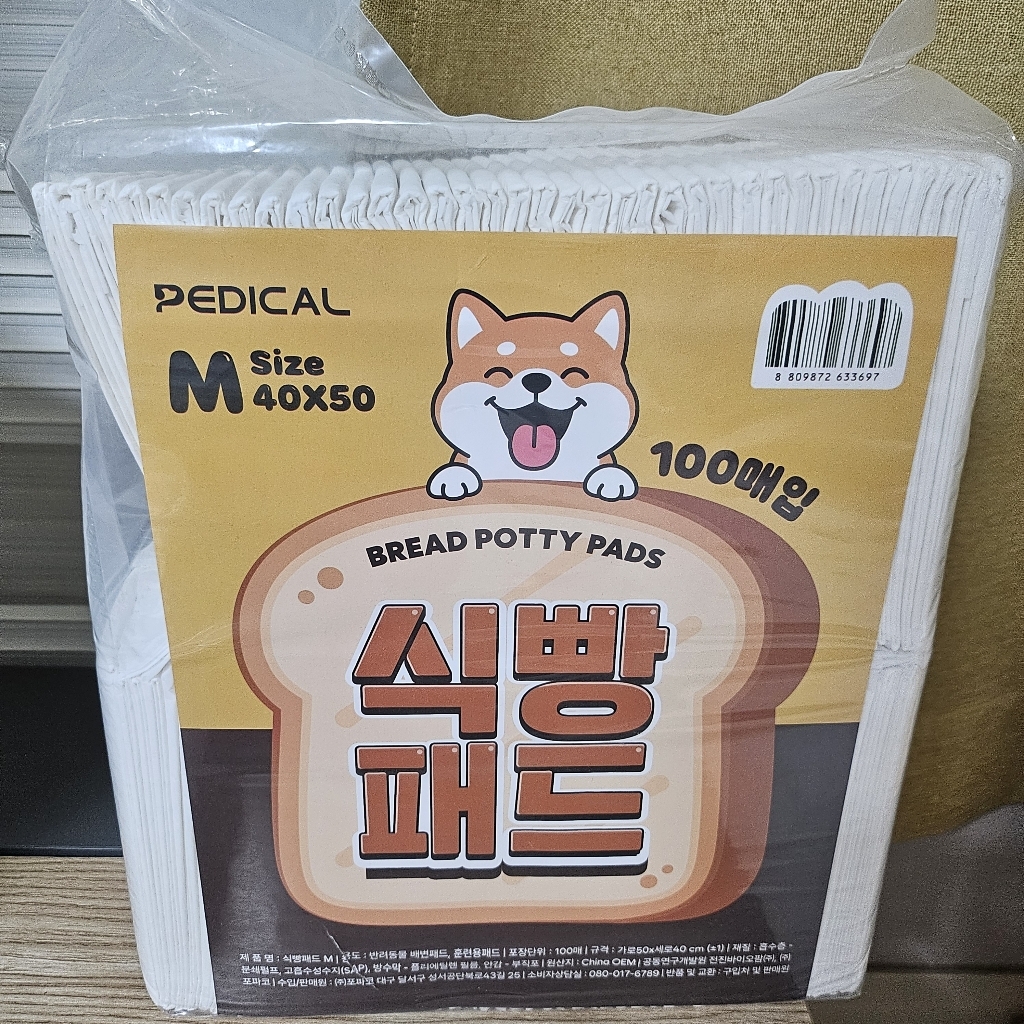 PEDICAL
M Size
40X50
8 809872 633697
100매입
BREAD POTTY PADS
식빵
패드
제 품 명 : 식빵패드 M | 용도 : 반려동물 배변패드, 훈련용패드 | 포장단위 : 100매 | 규격 : 가로50x세로40 cm (±1) | 재질 : 흡수층 -
분쇄펄프, 고흡수성수지(SAP), 방수막 - 폴리에틸렌 필름, 안감 - 부직포 | 원산지 : China OEM | 공동연구개발원 전진바이오팜(주), (주)
포파코 | 수입/판매원 : (주)포파코 대구 달서구 성서공단북로43길 25 | 소비자상담실 : 080-017-6789 | 반품 및 교환 : 구입처 및 판매원